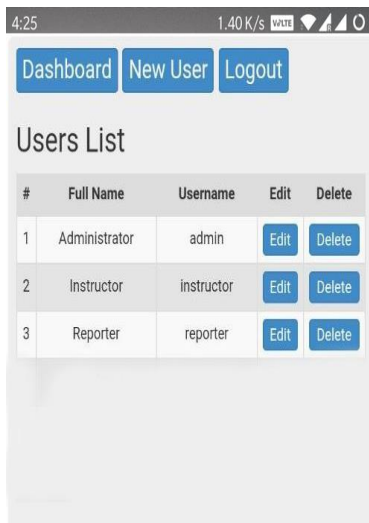 4:25 1.40 K/s VoLTE
Dashboard New User Logout
Users List
# Full Name Username Edit Delete
1 Administrator admin Edit Delete
2 Instructor instructor Edit Delete
3 Reporter reporter Edit Delete